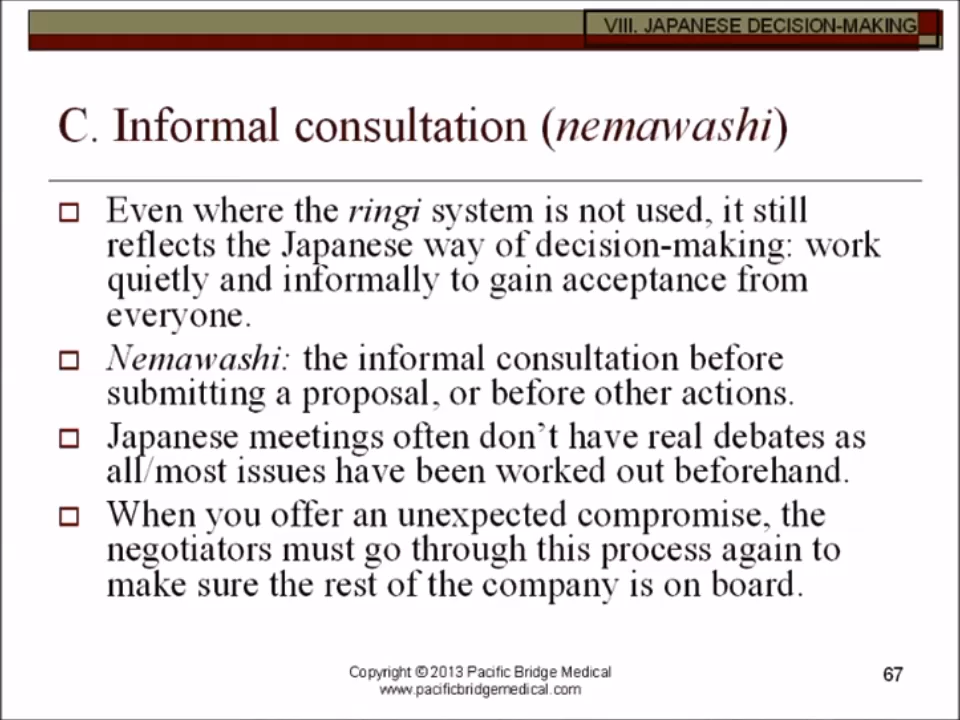 VIII. JAPANESE DECISION-MAKING
C. Informal consultation (nemawashi)
Even where the ringi system is not used, it still
reflects the Japanese way of decision-making: work
quietly and informally to gain acceptance from
everyone.
Nemawashi: the informal consultation before
submitting a proposal, or before other actions.
Japanese meetings often don't have real debates as
all/most issues have been worked out beforehand.
When you offer an unexpected compromise, the
negotiators must go through this process again to
make sure the rest of the company is on board.
Copyright © 2013 Pacific Bridge Medical
www.pacificbridgemedical.com
67